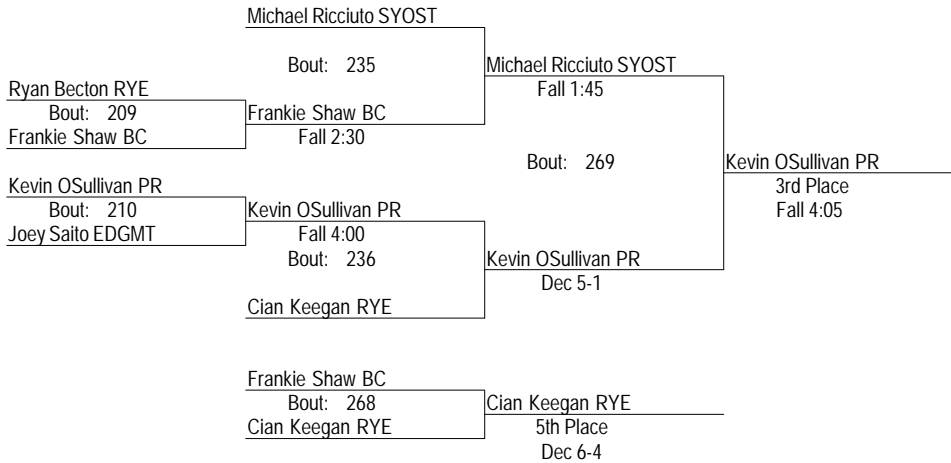 Michael Ricciuto SYOST
Bout: 235
Michael Ricciuto SYOST
Fall 1:45
Ryan Becton RYE
Bout: 209
Frankie Shaw BC
Frankie Shaw BC
Fall 2:30
Bout: 269
Kevin OSullivan PR
3rd Place
Fall 4:05
Kevin OSullivan PR
Bout: 210
Joey Saito EDGMT
Kevin OSullivan PR
Fall 4:00
Bout: 236
Kevin OSullivan PR
Dec 5-1
Cian Keegan RYE
Frankie Shaw BC
Bout: 268
Cian Keegan RYE
Cian Keegan RYE
5th Place
Dec 6-4